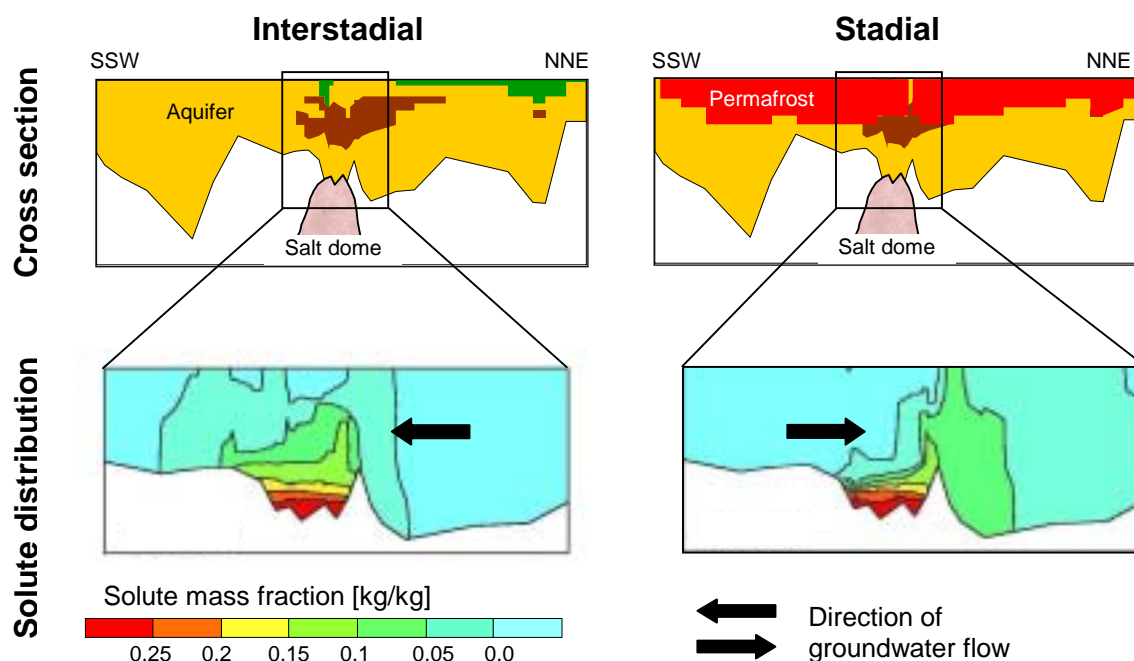 Interstadial
Stadial
SSW
NNE
SSW
NNE
Cross section
Aquifer
Permafrost
Salt dome
Salt dome
Solute distribution
Solute mass fraction [kg/kg]
0.25 0.2 0.15 0.1 0.05 0.0
Direction of
groundwater flow